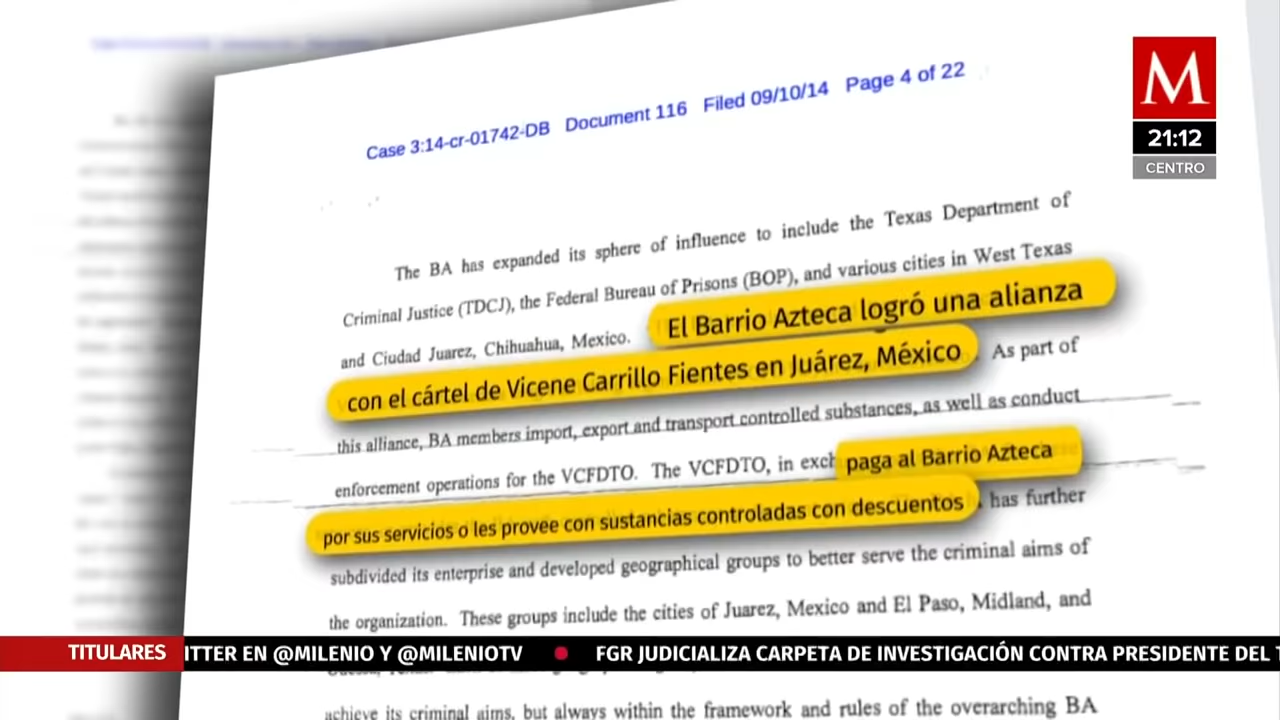 Case 3:14-cr-01742-DB Document 116 Filed 09/10/14 Page 4 of 22
M
21:12
CENTRO
The BA has expanded its sphere of influence to include the Texas Department of
Criminal Justice (TDCJ), the Federal Bureau of Prisons (BOP), and various cities in West Texas
and Ciudad Juarez, Chihuahua, Mexico. El Barrio Azteca logró una alianza
con el cártel de Vicene Carrillo Fientes en Juárez, México. As part of
this alliance, BA members import, export and transport controlled substances, as well as conduct
enforcement operations for the VCFDTO. The VCFDTO, in exch paga al Barrio Azteca
por sus servicios o les provee con sustancias controladas con descuentos has further
subdivided its enterprise and developed geographical groups to better serve the criminal aims of
the organization. These groups include the cities of Juarez, Mexico and El Paso, Midland, and
TITULARES ITTER EN @MILENIO Y @MILENIOTV FGR JUDICIALIZA CARPETA DE INVESTIGACIÓN CONTRA PRESIDENTE DEL
achieve its criminal aims, but always within the framework and rules of the overarching BA